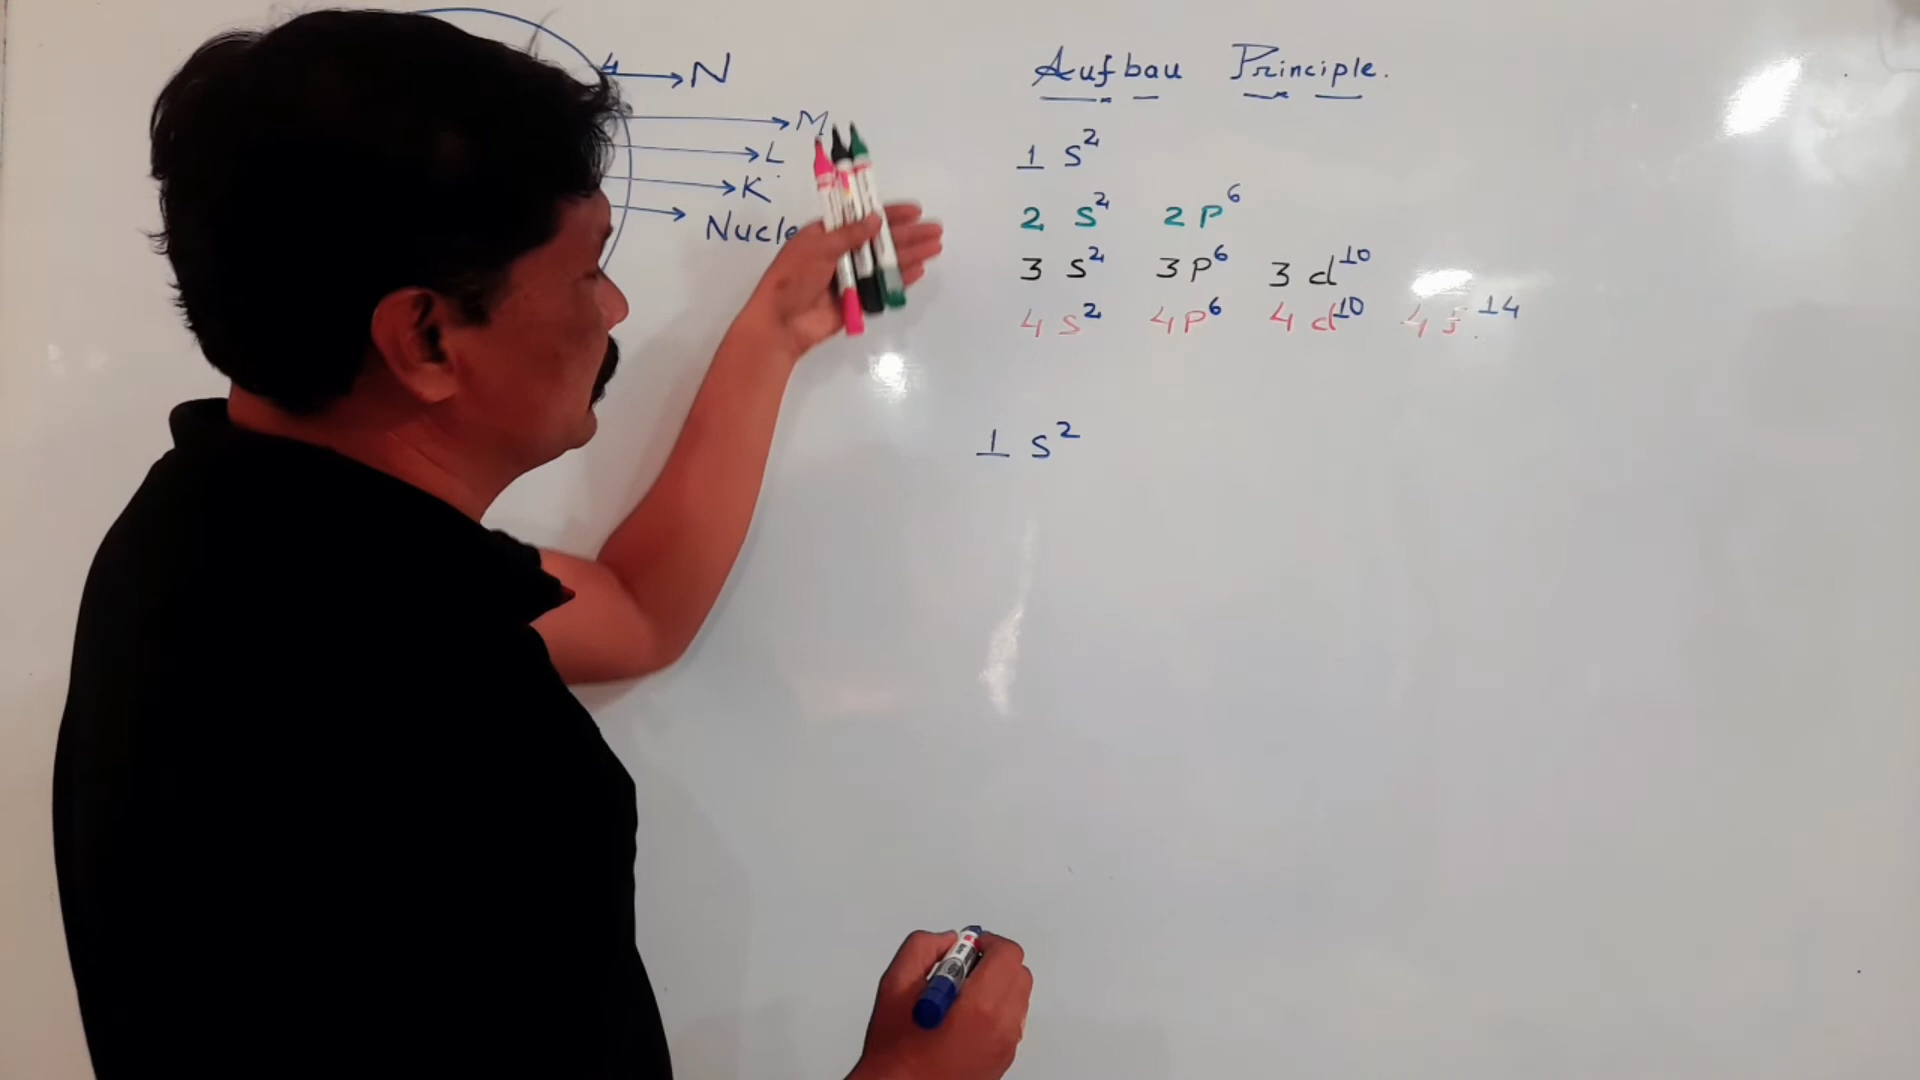 4 → N
→ M
→ L
→ K
→ Nucle
Aufbau Principle.
1 s²
2 s² 2 p⁶
3 s² 3 p⁶ 3 d¹⁰
4 s² 4 p⁶ 4 d¹⁰ 4 f¹⁴
1 s²